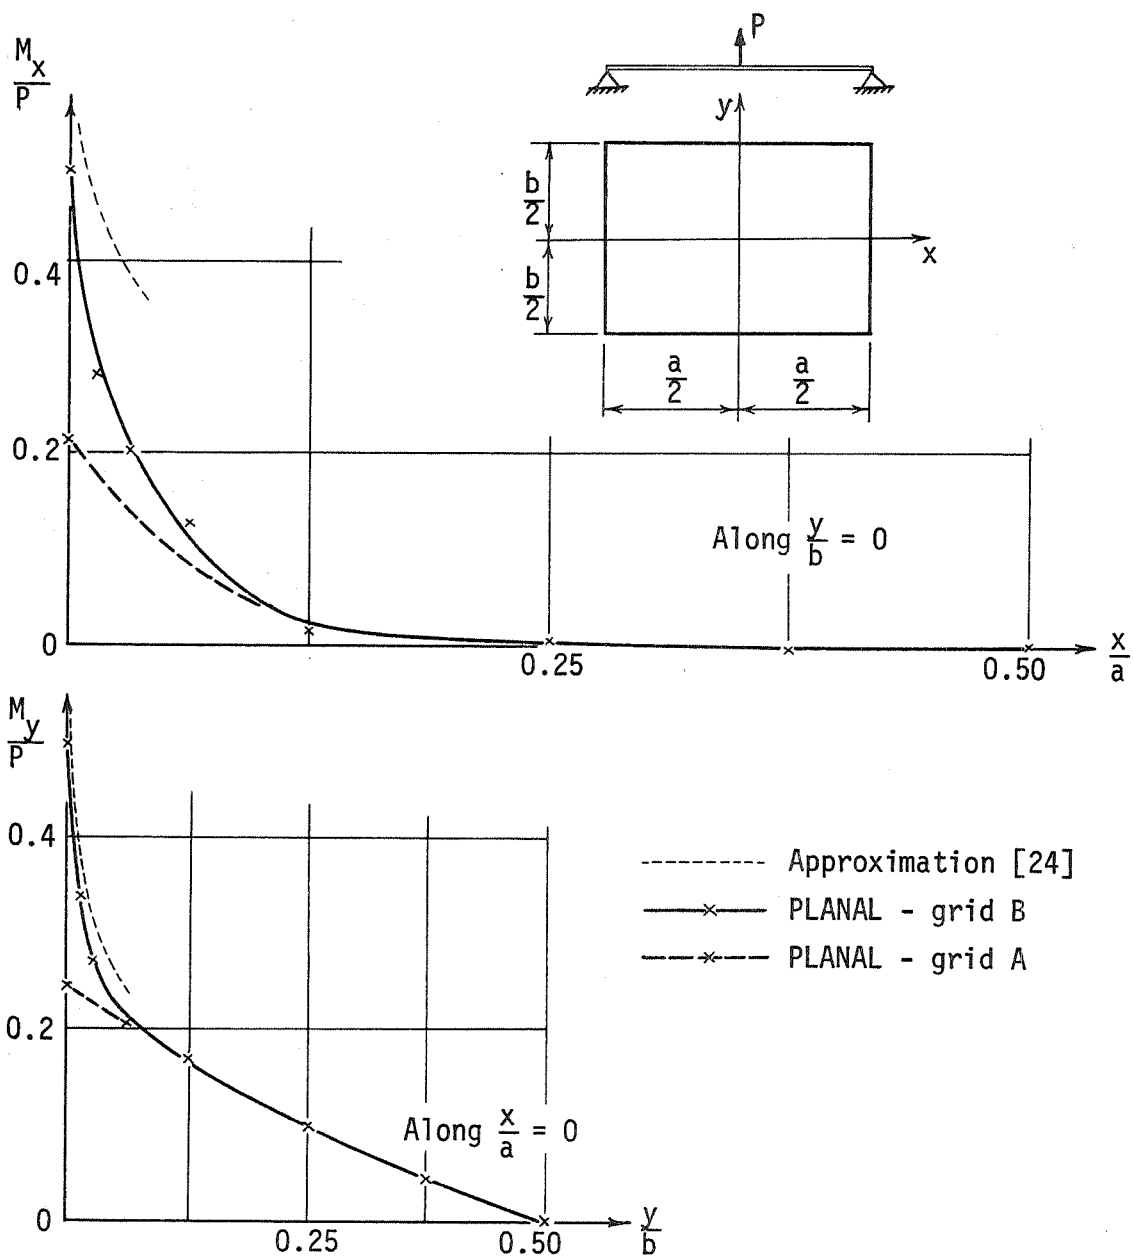 P
M_x
P
y
b
2
x
0.4
b
2
a
2
a
2
0.2
Along y/b = 0
0
0.25
0.50
x
a
M_y
P
0.4
Approximation [24]
PLANAL - grid B
PLANAL - grid A
0.2
Along x/a = 0
0
0.25
0.50
y
b